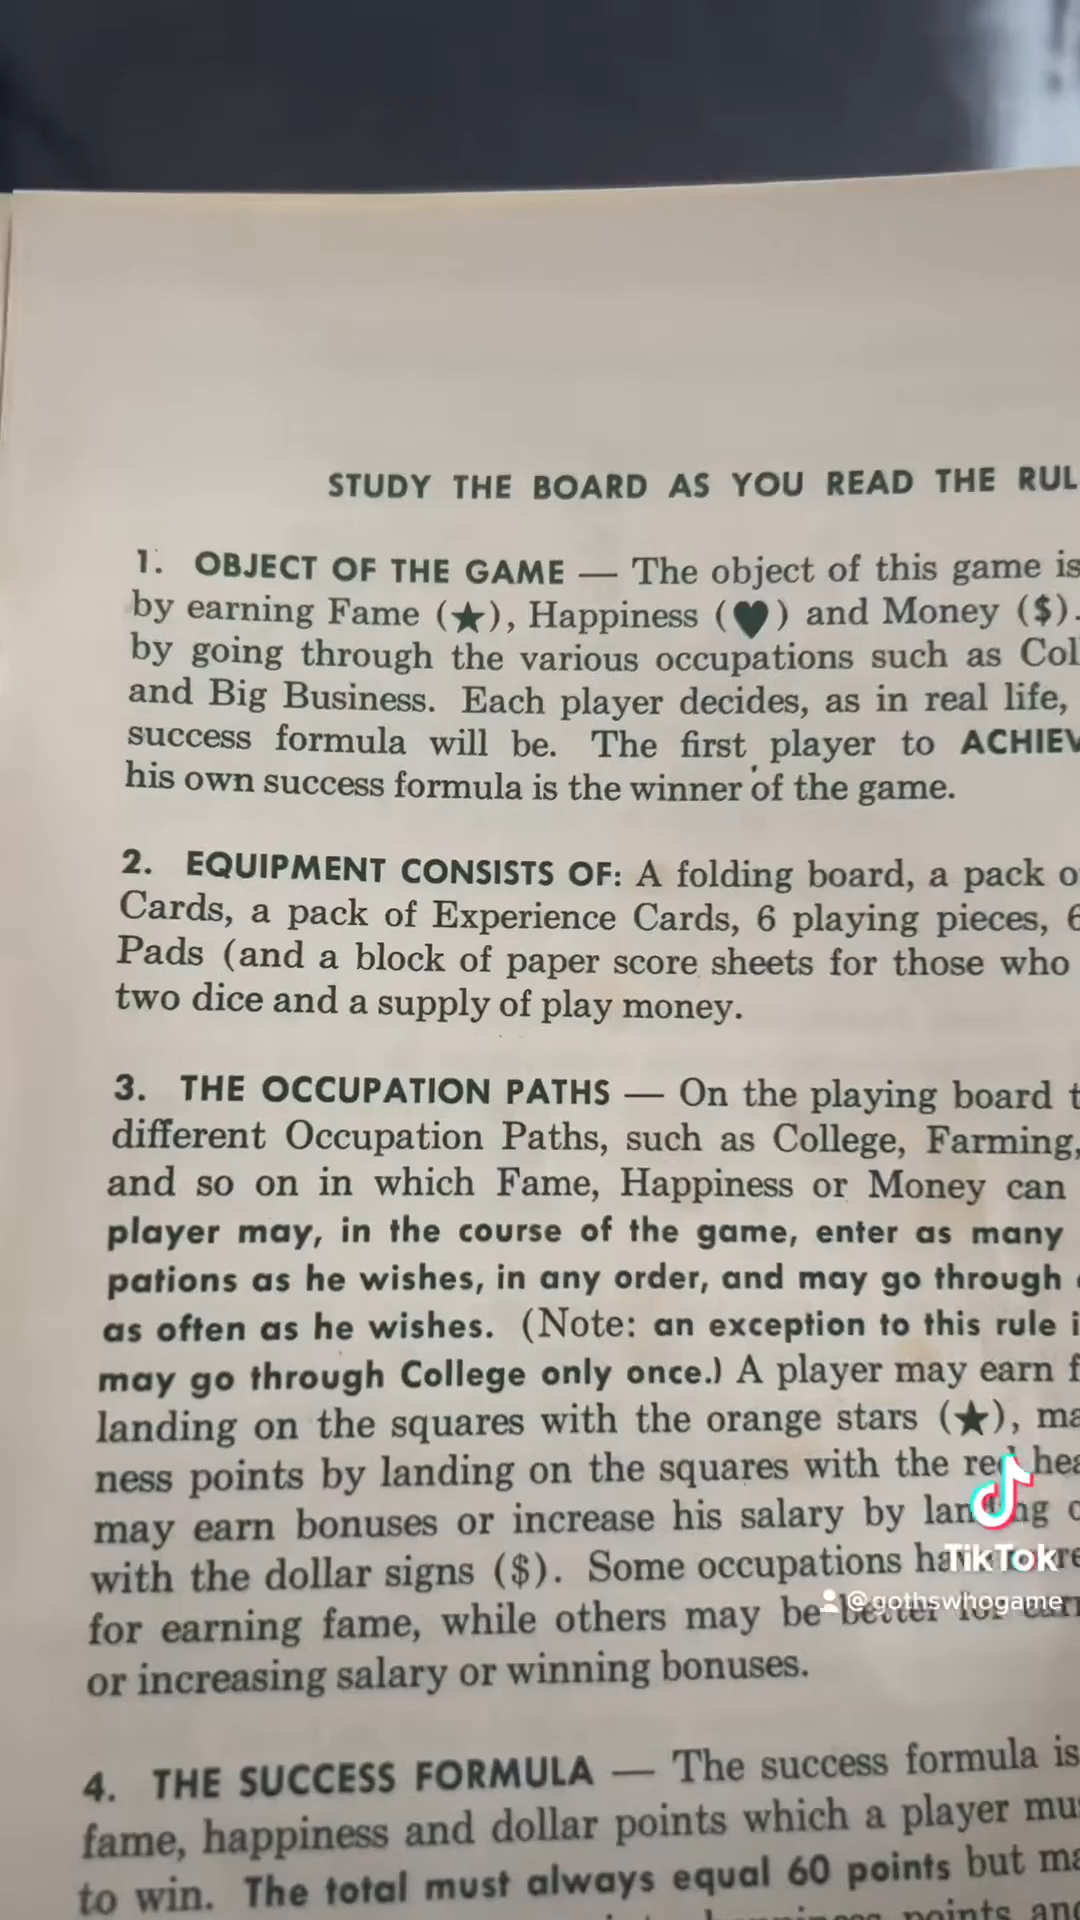 STUDY THE BOARD AS YOU READ THE RUL
1. OBJECT OF THE GAME — The object of this game is
by earning Fame (★), Happiness (♥) and Money ($).
by going through the various occupations such as Col
and Big Business. Each player decides, as in real life,
success formula will be. The first player to ACHIEV
his own success formula is the winner of the game.
2. EQUIPMENT CONSISTS OF: A folding board, a pack o
Cards, a pack of Experience Cards, 6 playing pieces, 6
Pads (and a block of paper score sheets for those who
two dice and a supply of play money.
3. THE OCCUPATION PATHS — On the playing board t
different Occupation Paths, such as College, Farming,
and so on in which Fame, Happiness or Money can
player may, in the course of the game, enter as many
pations as he wishes, in any order, and may go through
as often as he wishes. (Note: an exception to this rule i
may go through College only once.) A player may earn f
landing on the squares with the orange stars (★), ma
ness points by landing on the squares with the red hea
may earn bonuses or increase his salary by landing o
with the dollar signs ($). Some occupations ha
for earning fame, while others may be better for earn
or increasing salary or winning bonuses.
4. THE SUCCESS FORMULA — The success formula is
fame, happiness and dollar points which a player mu
to win. The total must always equal 60 points but ma
points and
TikTok
@gothswhogame